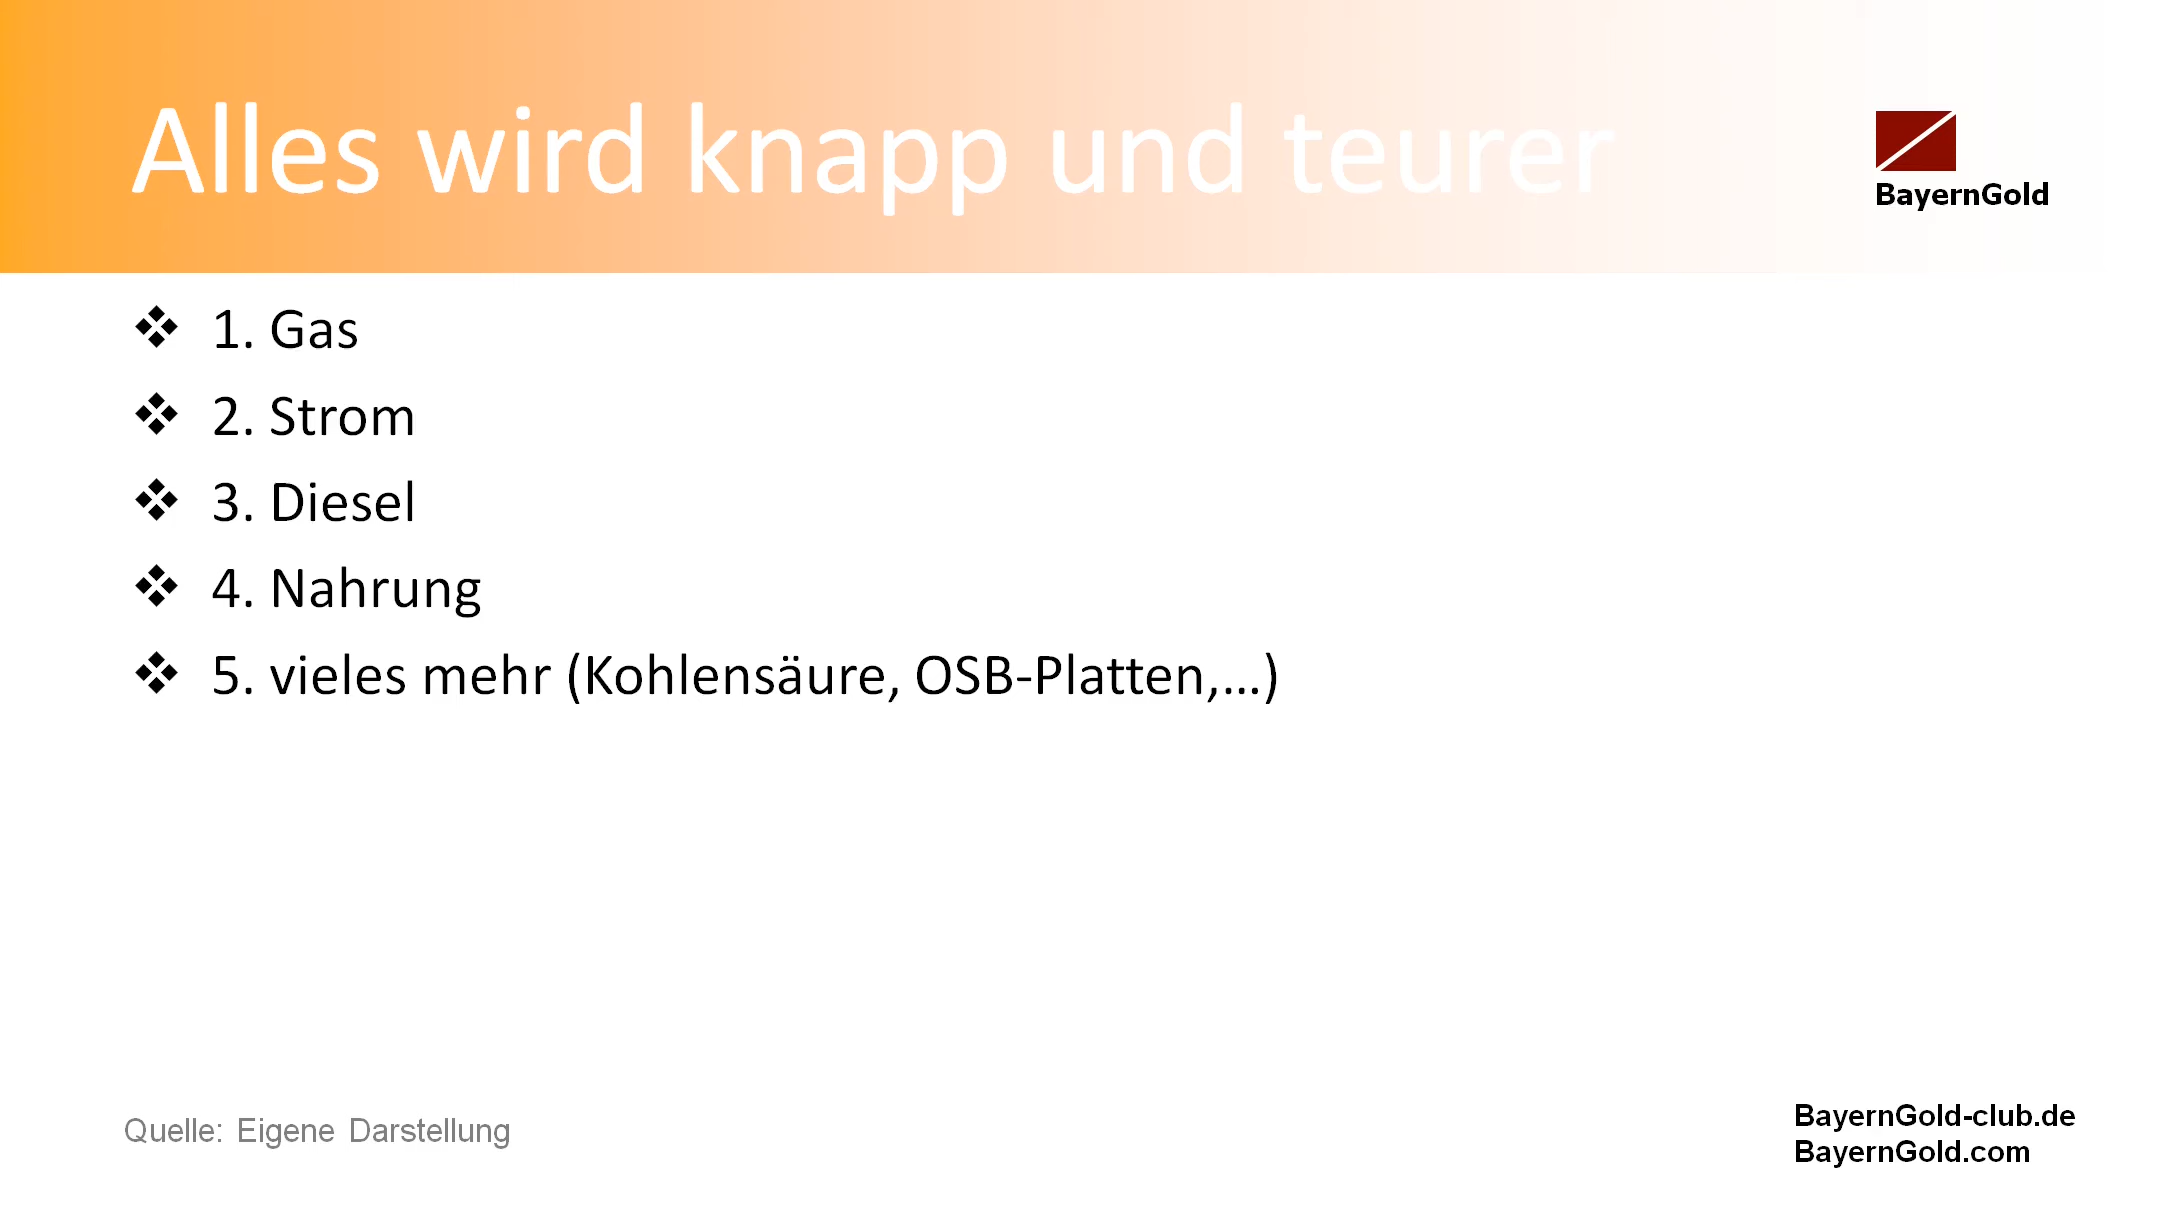 Alles wird knapp und teurer
BayernGold
❖ 1. Gas
❖ 2. Strom
❖ 3. Diesel
❖ 4. Nahrung
❖ 5. vieles mehr (Kohlensäure, OSB-Platten,...)
Quelle: Eigene Darstellung
BayernGold-club.de
BayernGold.com